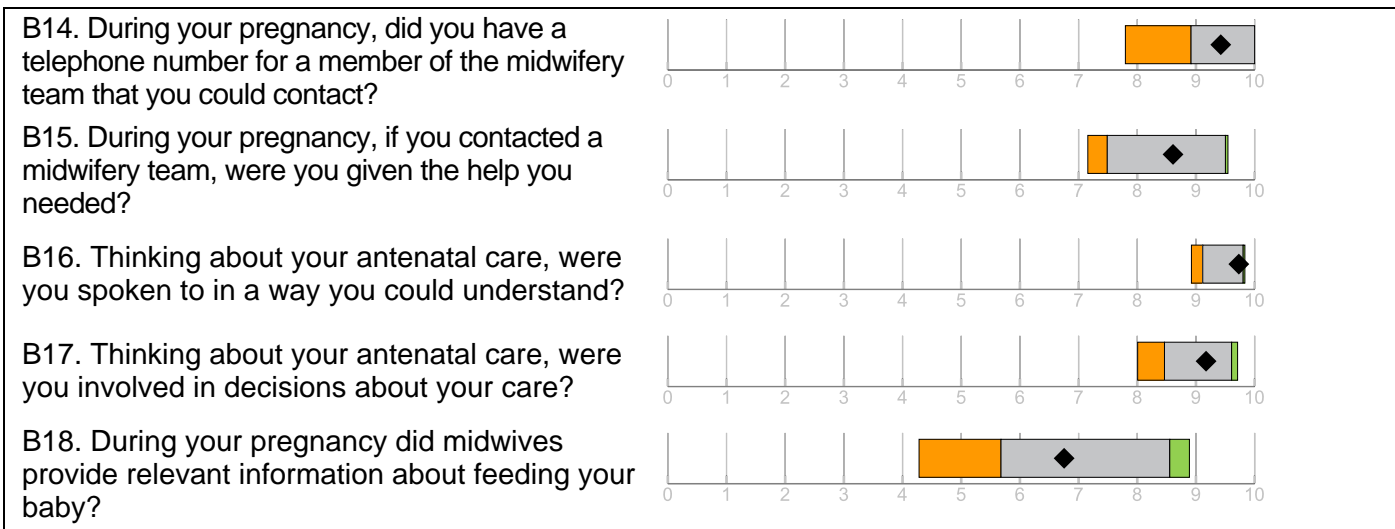 B14. During your pregnancy, did you have a
telephone number for a member of the midwifery
team that you could contact?
0 1 2 3 4 5 6 7 8 9 10
B15. During your pregnancy, if you contacted a
midwifery team, were you given the help you
needed?
0 1 2 3 4 5 6 7 8 9 10
B16. Thinking about your antenatal care, were
you spoken to in a way you could understand?
0 1 2 3 4 5 6 7 8 9 10
B17. Thinking about your antenatal care, were
you involved in decisions about your care?
0 1 2 3 4 5 6 7 8 9 10
B18. During your pregnancy did midwives
provide relevant information about feeding your
baby?
0 1 2 3 4 5 6 7 8 9 10